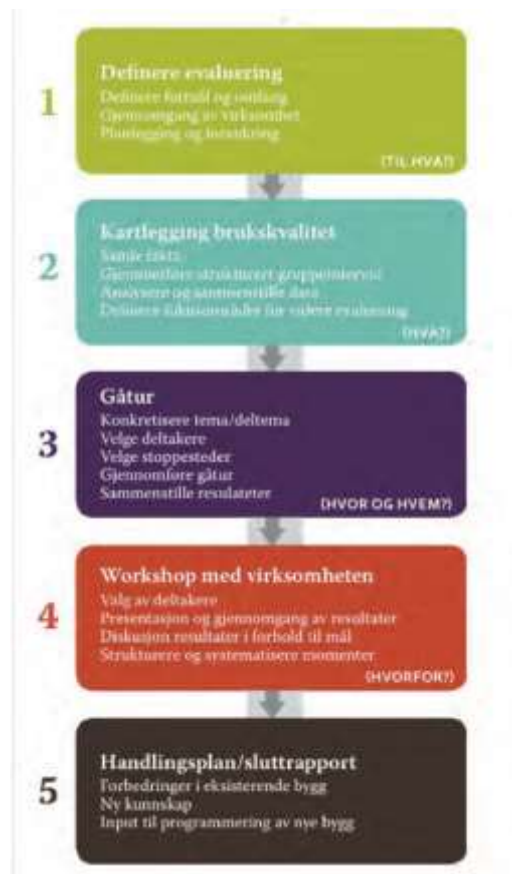 1
Definere evaluering
Definere formål og omfang
Gjennomgang av virksomhet
Planlegging og forankring
(TIL HVA?)
2
Kartlegging brukskvalitet
Samle fakta
Gjennomføre strukturert gruppeintervju
Analysere og sammenstille data
Definere fokusområder for videre evaluering
(HVA?)
3
Gåtur
Konkretisere tema/deltema
Velge deltakere
Velge stoppesteder
Gjennomføre gåtur
Sammenstille resultateter
(HVOR OG HVEM?)
4
Workshop med virksomheten
Valg av deltakere
Presentasjon og gjennomgang av resultater
Diskusjon resultater i forhold til mål
Strukturere og systematisere momenter
(HVORFOR?)
5
Handlingsplan/sluttrapport
Forbedringer i eksisterende bygg
Ny kunnskap
Input til programmering av nye bygg